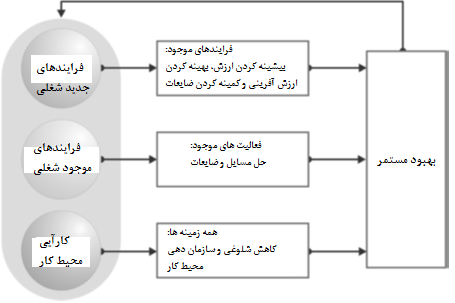 فرایندهای
جدید شغلی
فرایندهای موجود:
بیشینه کردن ارزش، بهینه کردن
ارزش آفرینی و کمینه کردن ضایعات
فرایندهای
موجود شغلی
فعالیت های موجود:
حل مسایل و ضایعات
بهبود مستمر
کارآیی
محیط کار
همه زمینه ها:
کاهش شلوغی و سازمان دهی
محیط کار